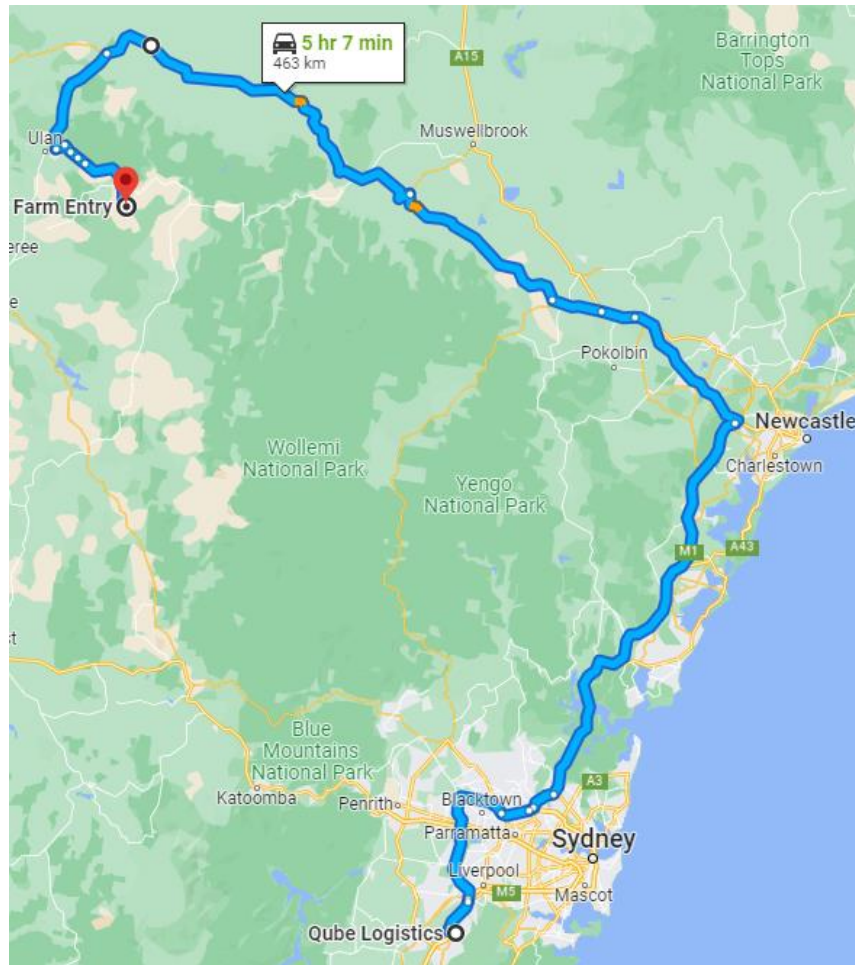 5 hr 7 min
463 km
A15
Barrington
Tops
National Park
Muswellbrook
Ulan
Farm Entry
eree
e
Pokolbin
Newcastle
Charlestown
Wollemi
National Park
Yengo
National Park
M1
A43
st
Blue
Mountains
National Park
Katoomba
Penrith
Blacktown
A3
Parramatta
Sydney
Liverpool
M5
Mascot
Qube Logistics